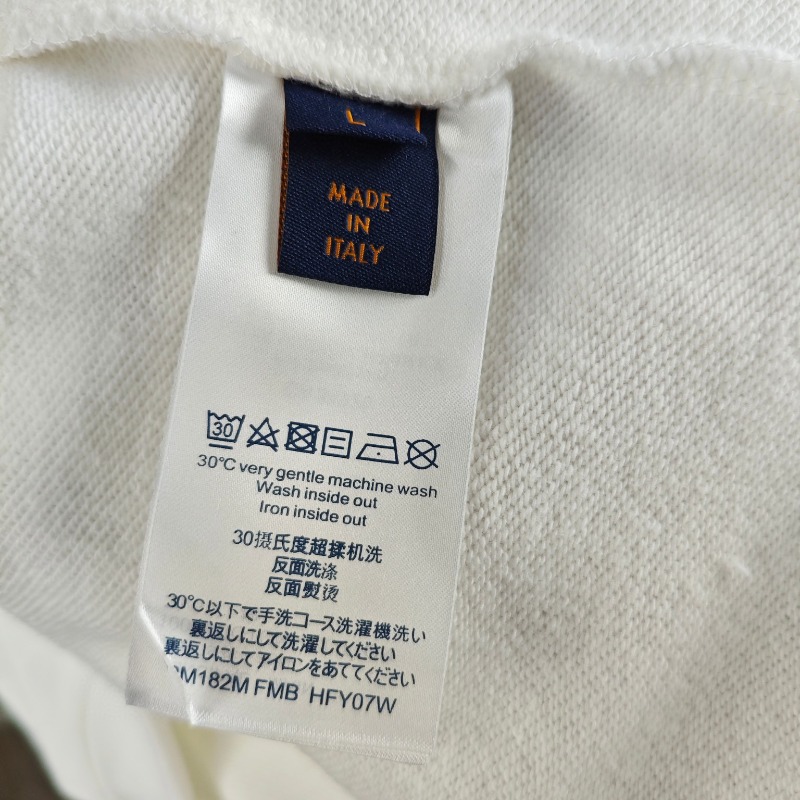 L
MADE
IN
ITALY
30
30°C very gentle machine wash
Wash inside out
Iron inside out
30摄氏度超揉机洗
反面洗涤
反面熨烫
30℃以下で手洗コース洗濯機洗い
裏返しにして洗濯してください
裏返しにしてアイロンをあててください
M182M FMB HFY07W